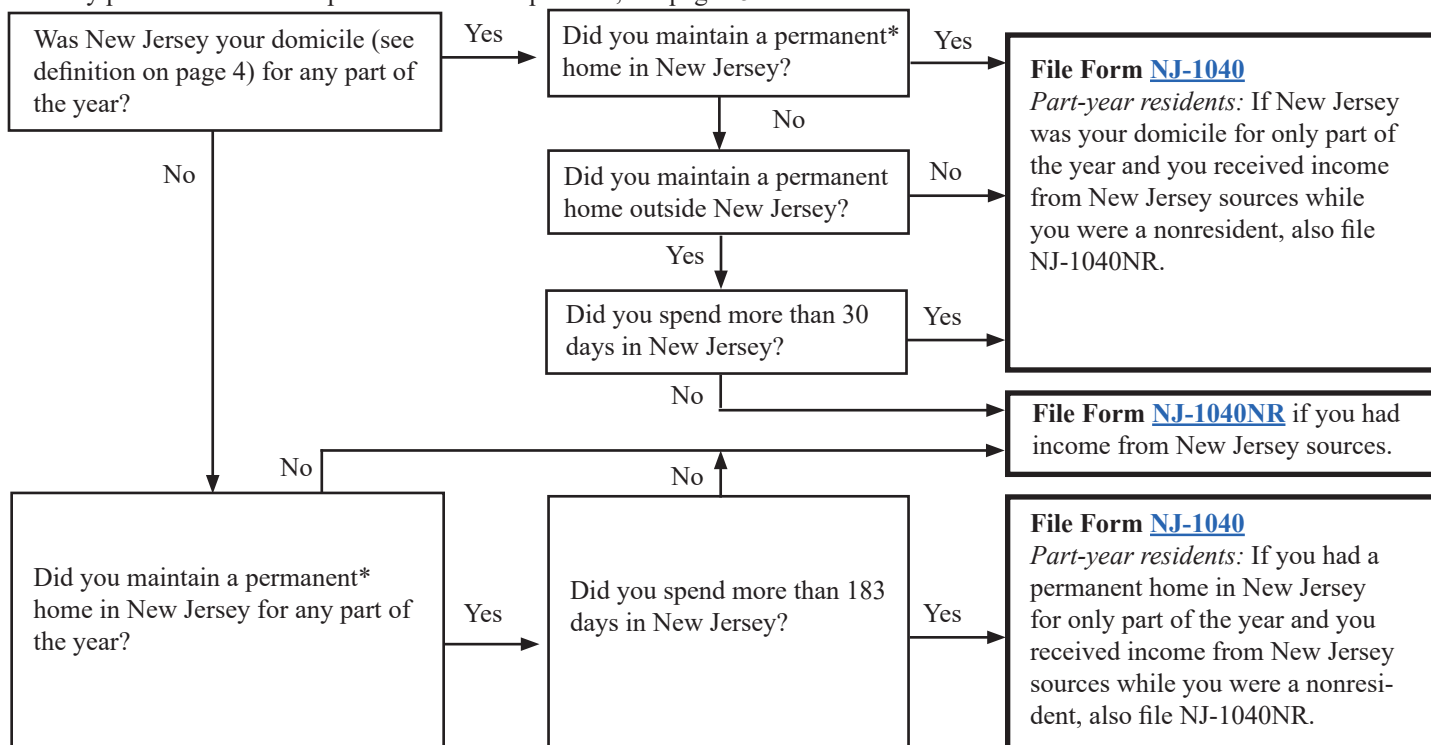 Was New Jersey your domicile (see
definition on page 4) for any part of
the year?
Yes
Did you maintain a permanent*
home in New Jersey?
Yes
File Form NJ-1040
Part-year residents: If New Jersey
was your domicile for only part of
the year and you received income
from New Jersey sources while
you were a nonresident, also file
NJ-1040NR.
No
No
Did you maintain a permanent
home outside New Jersey?
No
Yes
Did you spend more than 30
days in New Jersey?
Yes
No
File Form NJ-1040NR if you had
income from New Jersey sources.
No
No
Did you maintain a permanent*
home in New Jersey for any part of
the year?
Yes
Did you spend more than 183
days in New Jersey?
Yes
File Form NJ-1040
Part-year residents: If you had a
permanent home in New Jersey
for only part of the year and you
received income from New Jersey
sources while you were a nonresi-
dent, also file NJ-1040NR.